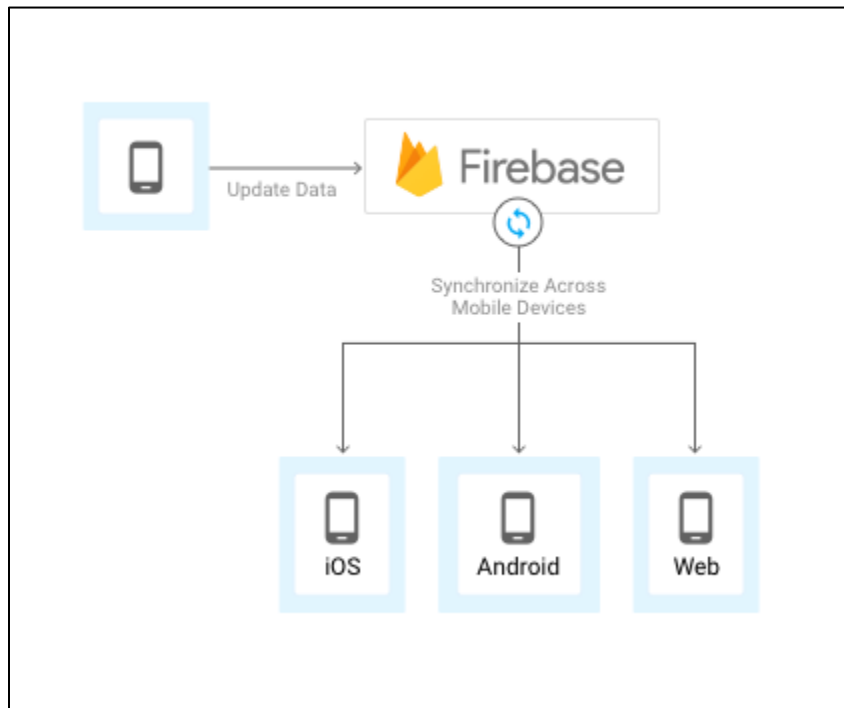 Firebase
Update Data
Synchronize Across
Mobile Devices
iOS
Android
Web